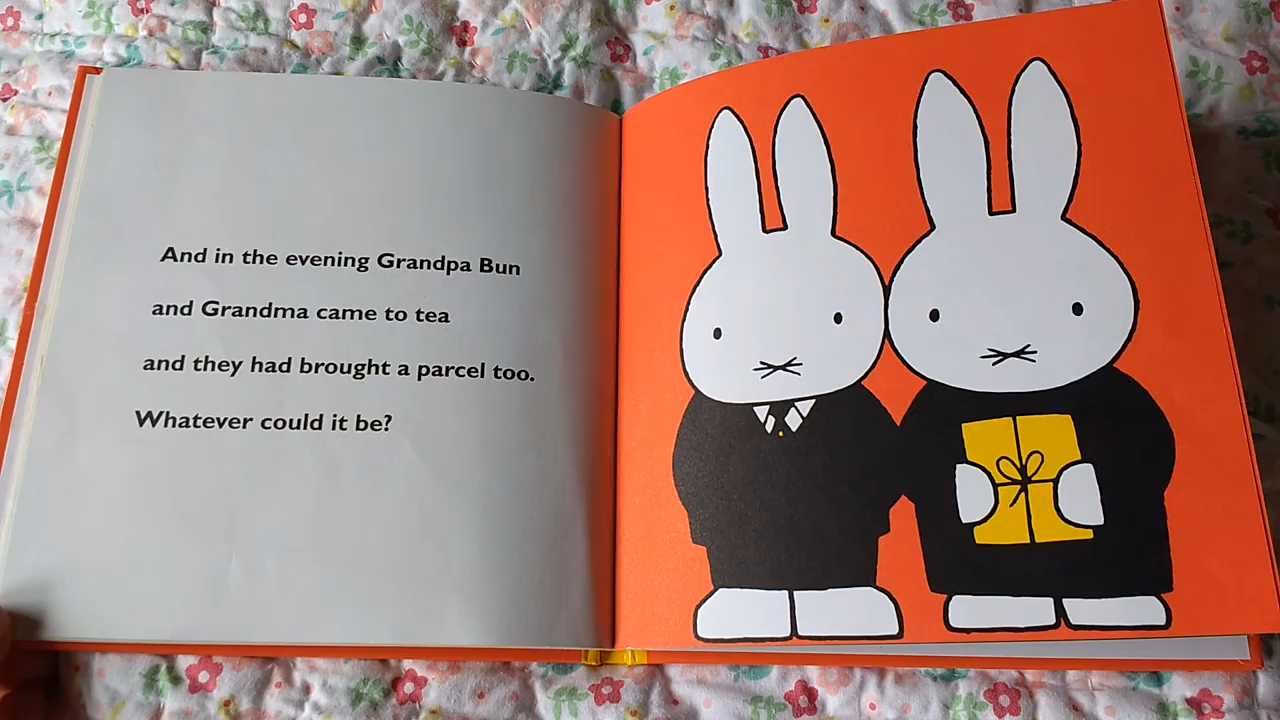 And in the evening Grandpa Bun
and Grandma came to tea
and they had brought a parcel too.
Whatever could it be?